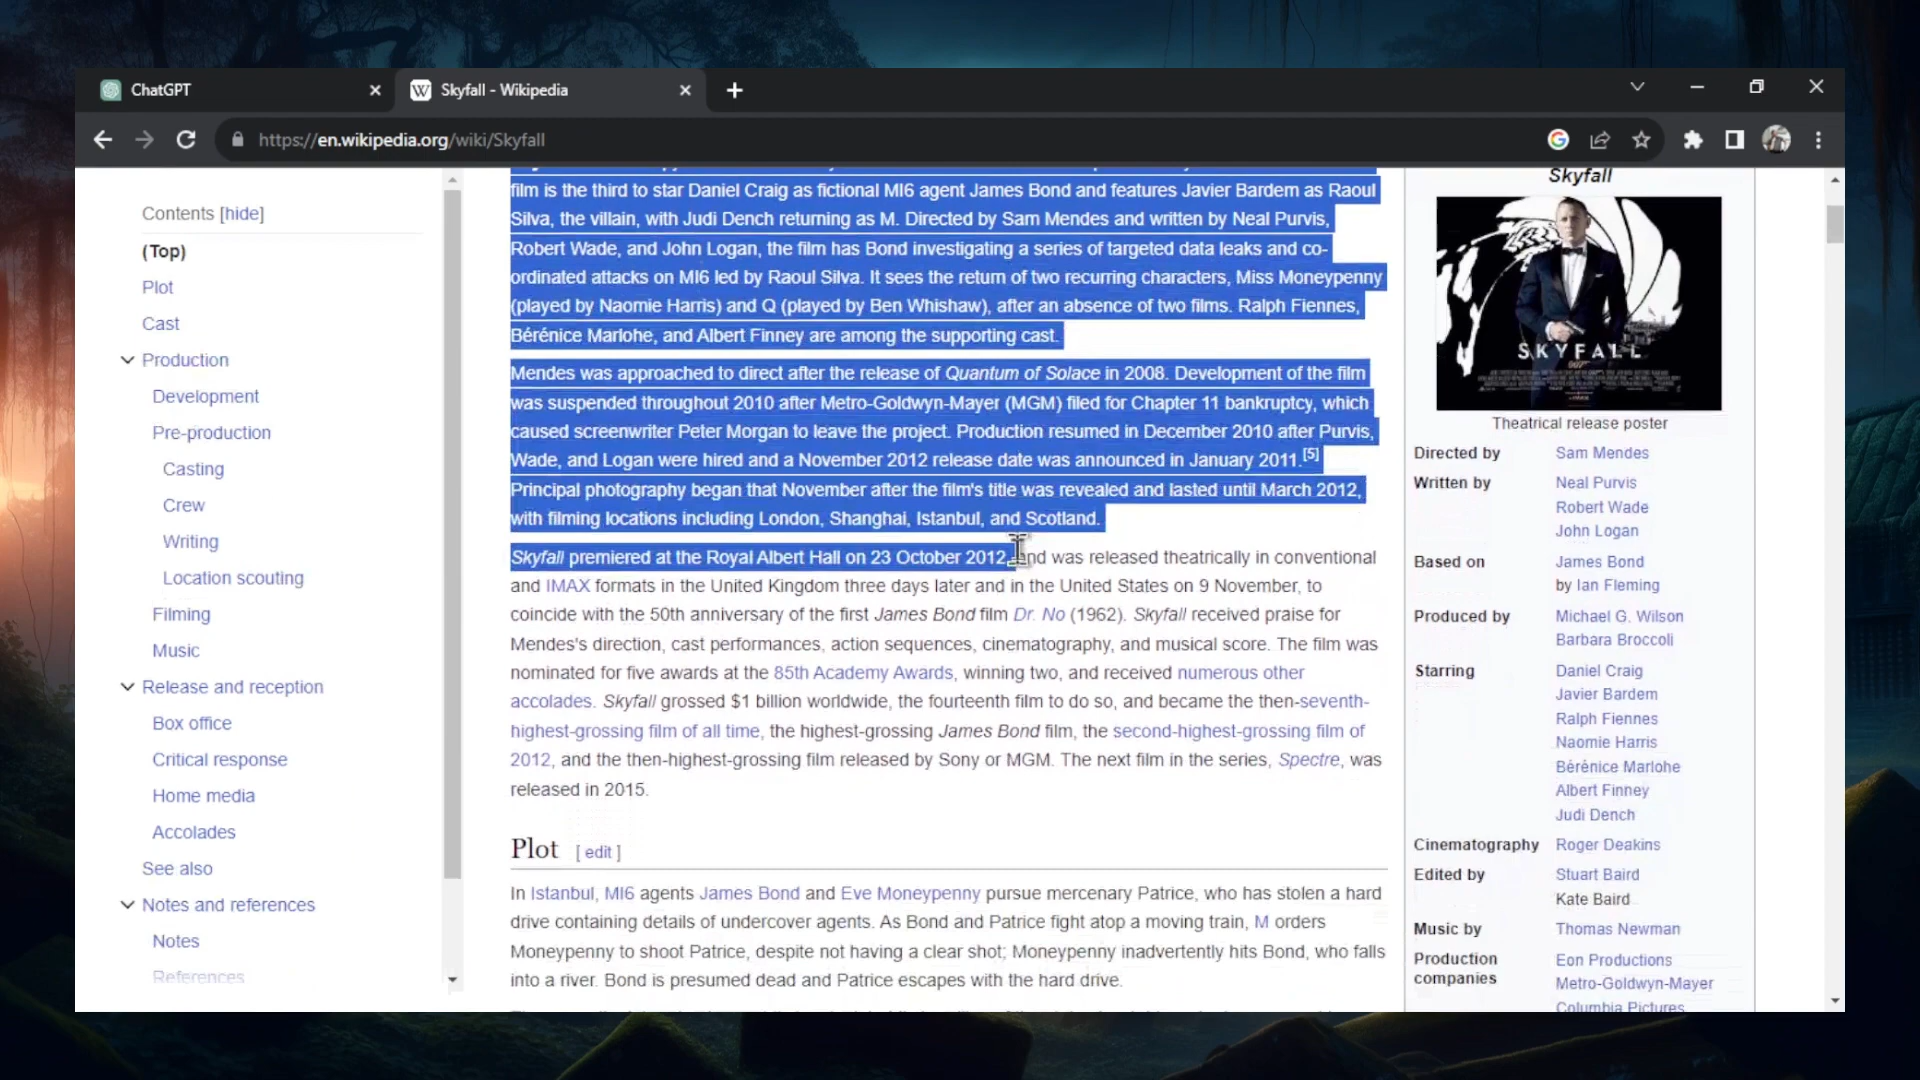 ChatGPT
Skyfall - Wikipedia
https://en.wikipedia.org/wiki/Skyfall
Contents [hide]
(Top)
Plot
Cast
Production
Development
Pre-production
Casting
Crew
Writing
Location scouting
Filming
Music
Release and reception
Box office
Critical response
Home media
Accolades
See also
Notes and references
Notes
References
film is the third to star Daniel Craig as fictional MI6 agent James Bond and features Javier Bardem as Raoul
Silva, the villain, with Judi Dench returning as M. Directed by Sam Mendes and written by Neal Purvis,
Robert Wade, and John Logan, the film has Bond investigating a series of targeted data leaks and co-
ordinated attacks on MI6 led by Raoul Silva. It sees the return of two recurring characters, Miss Moneypenny
(played by Naomie Harris) and Q (played by Ben Whishaw), after an absence of two films. Ralph Fiennes,
Bérénice Marlohe, and Albert Finney are among the supporting cast.
Mendes was approached to direct after the release of Quantum of Solace in 2008. Development of the film
was suspended throughout 2010 after Metro-Goldwyn-Mayer (MGM) filed for Chapter 11 bankruptcy, which
caused screenwriter Peter Morgan to leave the project. Production resumed in December 2010 after Purvis,
Wade, and Logan were hired and a November 2012 release date was announced in January 2011.[5]
Principal photography began that November after the film's title was revealed and lasted until March 2012,
with filming locations including London, Shanghai, Istanbul, and Scotland.
Skyfall premiered at the Royal Albert Hall on 23 October 2012, and was released theatrically in conventional
and IMAX formats in the United Kingdom three days later and in the United States on 9 November, to
coincide with the 50th anniversary of the first James Bond film Dr. No (1962). Skyfall received praise for
Mendes's direction, cast performances, action sequences, cinematography, and musical score. The film was
nominated for five awards at the 85th Academy Awards, winning two, and received numerous other
accolades. Skyfall grossed $1 billion worldwide, the fourteenth film to do so, and became the then-seventh-
highest-grossing film of all time, the highest-grossing James Bond film, the second-highest-grossing film of
2012, and the then-highest-grossing film released by Sony or MGM. The next film in the series, Spectre, was
released in 2015.
Plot [ edit ]
In Istanbul, MI6 agents James Bond and Eve Moneypenny pursue mercenary Patrice, who has stolen a hard
drive containing details of undercover agents. As Bond and Patrice fight atop a moving train, M orders
Moneypenny to shoot Patrice, despite not having a clear shot; Moneypenny inadvertently hits Bond, who falls
into a river. Bond is presumed dead and Patrice escapes with the hard drive.
Skyfall
SKYFALL
007
Theatrical release poster
Directed by Sam Mendes
Written by Neal Purvis
Robert Wade
John Logan
Based on James Bond
by Ian Fleming
Produced by Michael G. Wilson
Barbara Broccoli
Starring Daniel Craig
Javier Bardem
Ralph Fiennes
Naomie Harris
Bérénice Marlohe
Albert Finney
Judi Dench
Cinematography Roger Deakins
Edited by Stuart Baird
Kate Baird
Music by Thomas Newman
Production companies Eon Productions
Metro-Goldwyn-Mayer
Columbia Pictures